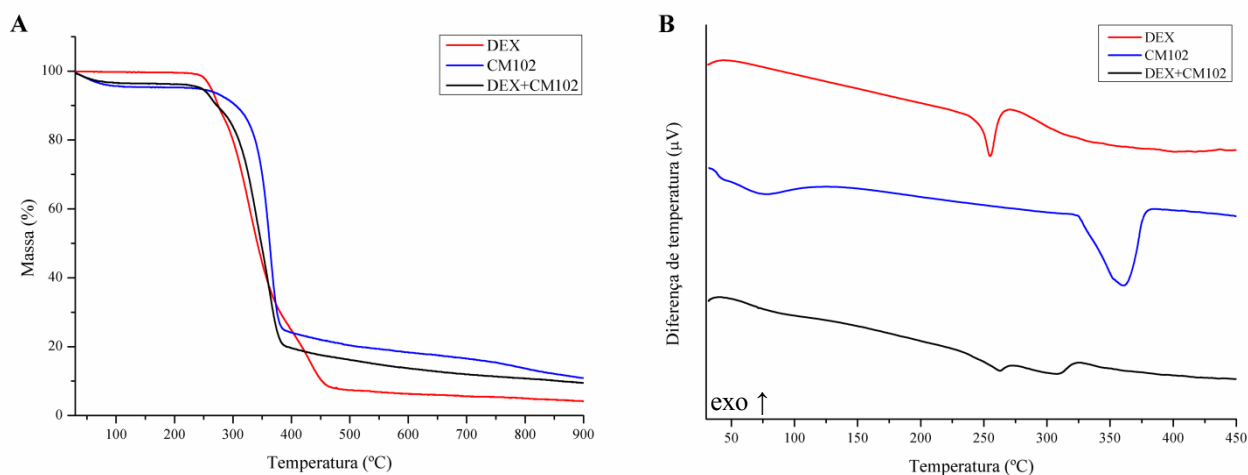 A
DEX
CM102
DEX+CM102
100
80
60
40
20
0
Massa (%)
100 200 300 400 500 600 700 800 900
Temperatura (ºC)
B
DEX
CM102
DEX+CM102
Diferença de temperatura (µV)
exo ↑
50 100 150 200 250 300 350 400 450
Temperatura (ºC)